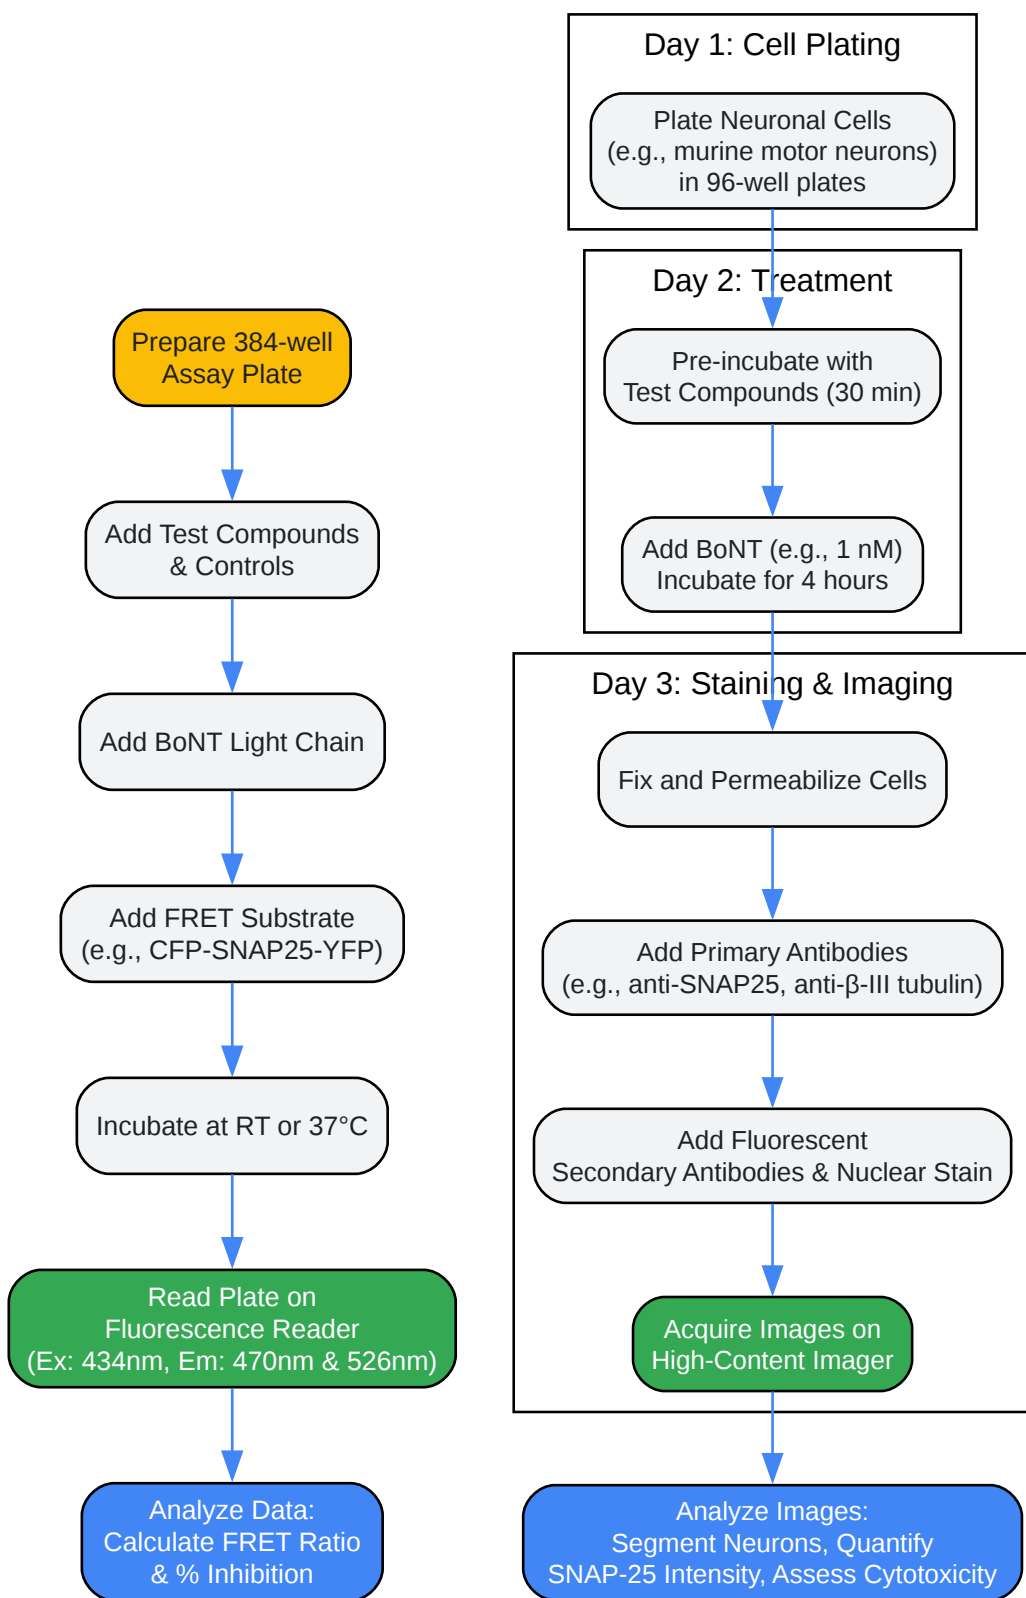 Prepare 384-well
Assay Plate
Add Test Compounds
& Controls
Add BoNT Light Chain
Add FRET Substrate
(e.g., CFP-SNAP25-YFP)
Incubate at RT or 37°C
Read Plate on
Fluorescence Reader
(Ex: 434nm, Em: 470nm & 526nm)
Analyze Data:
Calculate FRET Ratio
& % Inhibition
Day 1: Cell Plating
Plate Neuronal Cells
(e.g., murine motor neurons)
in 96-well plates
Day 2: Treatment
Pre-incubate with
Test Compounds (30 min)
Add BoNT (e.g., 1 nM)
Incubate for 4 hours
Day 3: Staining & Imaging
Fix and Permeabilize Cells
Add Primary Antibodies
(e.g., anti-SNAP25, anti-β-III tubulin)
Add Fluorescent
Secondary Antibodies & Nuclear Stain
Acquire Images on
High-Content Imager
Analyze Images:
Segment Neurons, Quantify
SNAP-25 Intensity, Assess Cytotoxicity